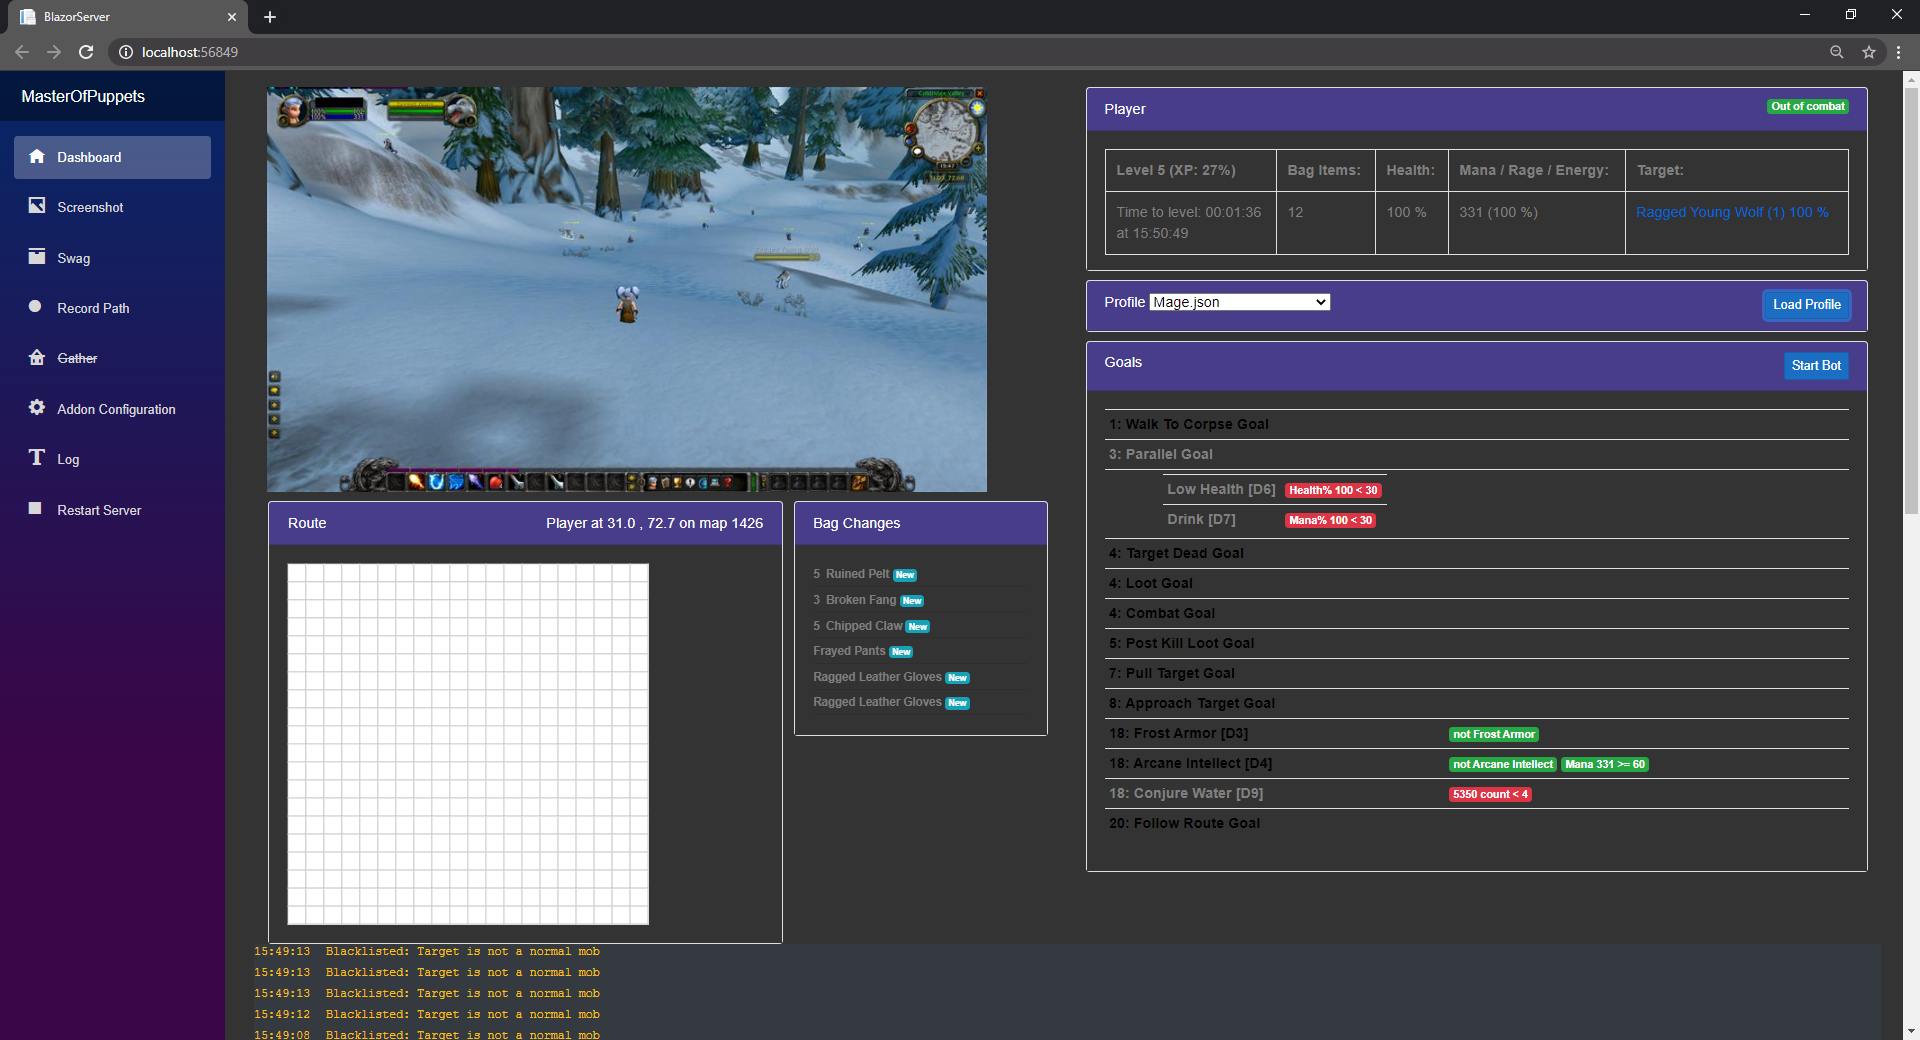 BlazorServer
localhost:56849
MasterOfPuppets
Dashboard
Screenshot
Swag
Record Path
Gather
Addon Configuration
Log
Restart Server
Route
Player at 31.0 , 72.7 on map 1426
Bag Changes
5 Ruined Pelt New
3 Broken Fang New
5 Chipped Claw New
Frayed Pants New
Ragged Leather Gloves New
Ragged Leather Gloves New
Player
Out of combat
Level 5 (XP: 27%) Bag Items: Health: Mana / Rage / Energy: Target:
Time to level: 00:01:36 12 100 % 331 (100 %) Ragged Young Wolf (1) 100 %
at 15:50:49
Profile Mage.json
Load Profile
Goals
Start Bot
1: Walk To Corpse Goal
3: Parallel Goal
Low Health [D6] Health% 100 < 30
Drink [D7] Mana% 100 < 30
4: Target Dead Goal
4: Loot Goal
4: Combat Goal
5: Post Kill Loot Goal
7: Pull Target Goal
8: Approach Target Goal
18: Frost Armor [D3] not Frost Armor
18: Arcane Intellect [D4] not Arcane Intellect Mana 331 >= 60
18: Conjure Water [D9] 5350 count < 4
20: Follow Route Goal
15:49:13 Blacklisted: Target is not a normal mob
15:49:13 Blacklisted: Target is not a normal mob
15:49:13 Blacklisted: Target is not a normal mob
15:49:12 Blacklisted: Target is not a normal mob
15:49:08 Blacklisted: Target is not a normal mob